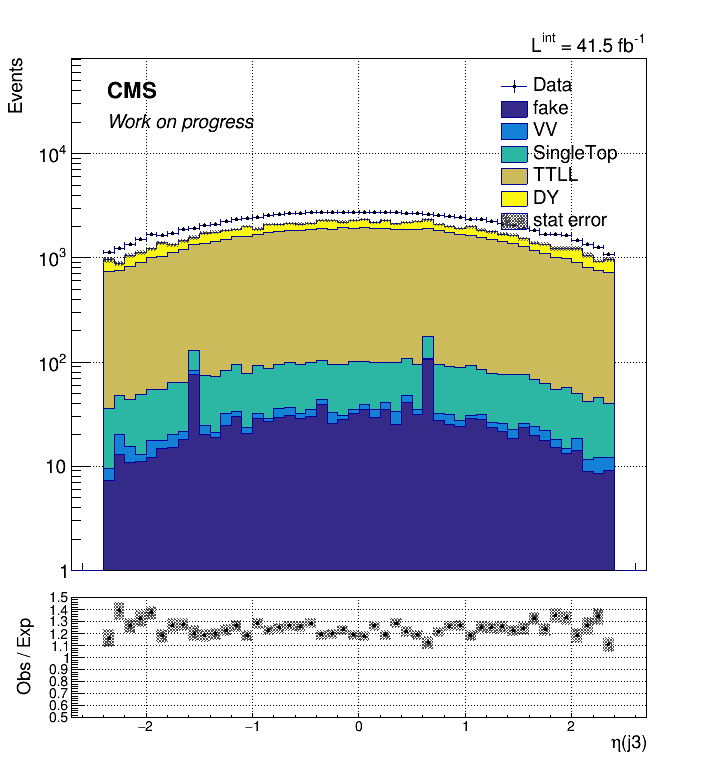 L^int = 41.5 fb^-1
Events
CMS
Work on progress
Data
fake
VV
SingleTop
TTLL
DY
stat error
10^4
10^3
10^2
10
1
Obs / Exp
1.5
1.4
1.3
1.2
1.1
1
0.9
0.8
0.7
0.6
0.5
−2 −1 0 1 2
η(j3)